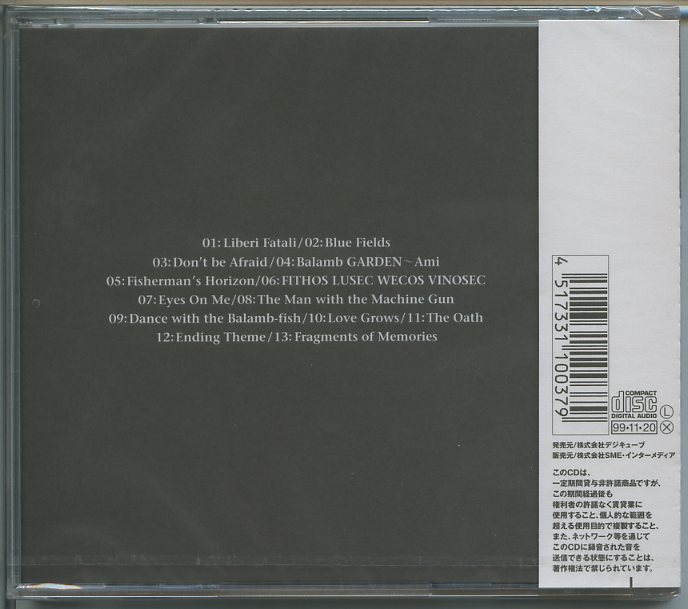 01:Liberi Fatali/02:Blue Fields
03:Don't be Afraid/04:Balamb GARDEN~Ami
05:Fisherman's Horizon/06:FITHOS LUSEC WECOS VINOSEC
07:Eyes On Me/08:The Man with the Machine Gun
09:Dance with the Balamb-fish/10:Love Grows/11:The Oath
12:Ending Theme/13:Fragments of Memories
4 517331 100379
COMPACT
disc
DIGITAL AUDIO
L
99・11・20
X
発売元/株式会社デジキューブ
販売元/株式会社SME・インターメディア
このCDは、
一定期間貸与非許諾商品ですが、
この期間経過後も
権利者の許諾なく賃貸業に
使用すること、個人的な範囲を
超える使用目的で複製すること、
また、ネットワーク等を通じて
このCDに録音された音を
送信できる状態にすることは、
著作権法で禁じられています。